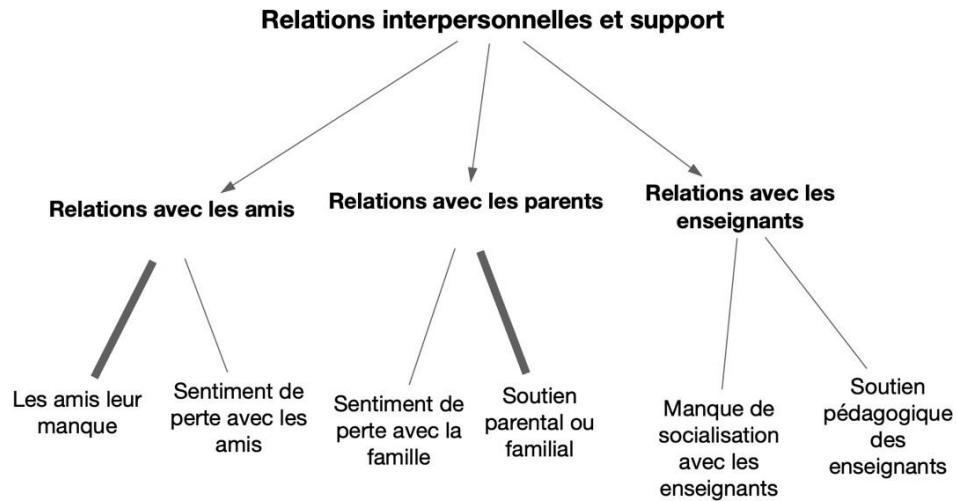 Relations interpersonnelles et support
Relations avec les amis
Relations avec les parents
Relations avec les
enseignants
Les amis leur
manque
Sentiment de
perte avec les
amis
Sentiment de
perte avec la
famille
Soutien
parental ou
familial
Manque de
socialisation
avec les
enseignants
Soutien
pédagogique
des
enseignants